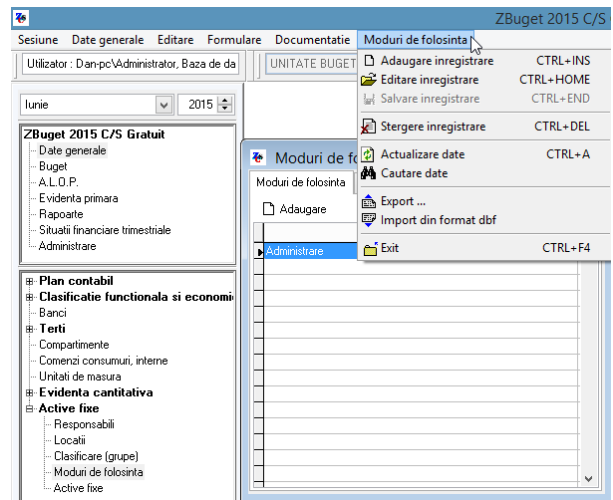 ZBuget 2015 C/S
Sesiune Date generale Editare Formulare Documentatie Moduri de folosinta
Utilizator : Dan-pc\Administrator, Baza de da
UNITATE BUGET
Adaugare inregistrare CTRL+INS
Editare inregistrare CTRL+HOME
Salvare inregistrare CTRL+END
Stergere inregistrare CTRL+DEL
Actualizare date CTRL+A
Cautare date
Export ...
Import din format dbf
Exit CTRL+F4
Iunie 2015
ZBuget 2015 C/S Gratuit
Date generale
Buget
A.L.O.P.
Evidenta primara
Rapoarte
Situatii financiare trimestriale
Administrare
Plan contabil
Clasificatie functionala si economi
Banci
Terti
Compartimente
Comenzi consumuri, interne
Unitati de masura
Evidenta cantitativa
Active fixe
Responsabili
Locatii
Clasificare (grupe)
Moduri de folosinta
Active fixe
Moduri de fo
Moduri de folosinta
Adaugare
Administrare